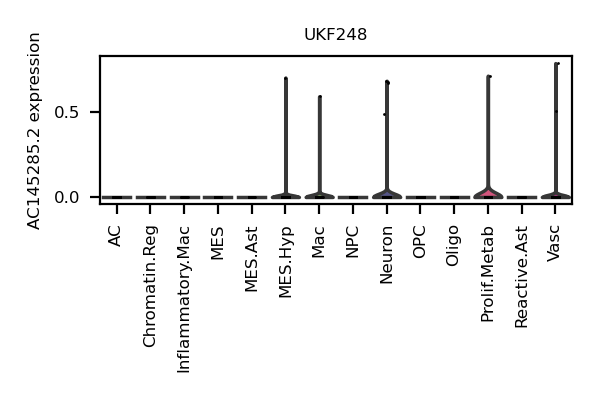 UKF248
AC145285.2 expression
0.5
0.0
AC
Chromatin.Reg
Inflammatory.Mac
MES
MES.Ast
MES.Hyp
Mac
NPC
Neuron
OPC
Oligo
Prolif.Metab
Reactive.Ast
Vasc